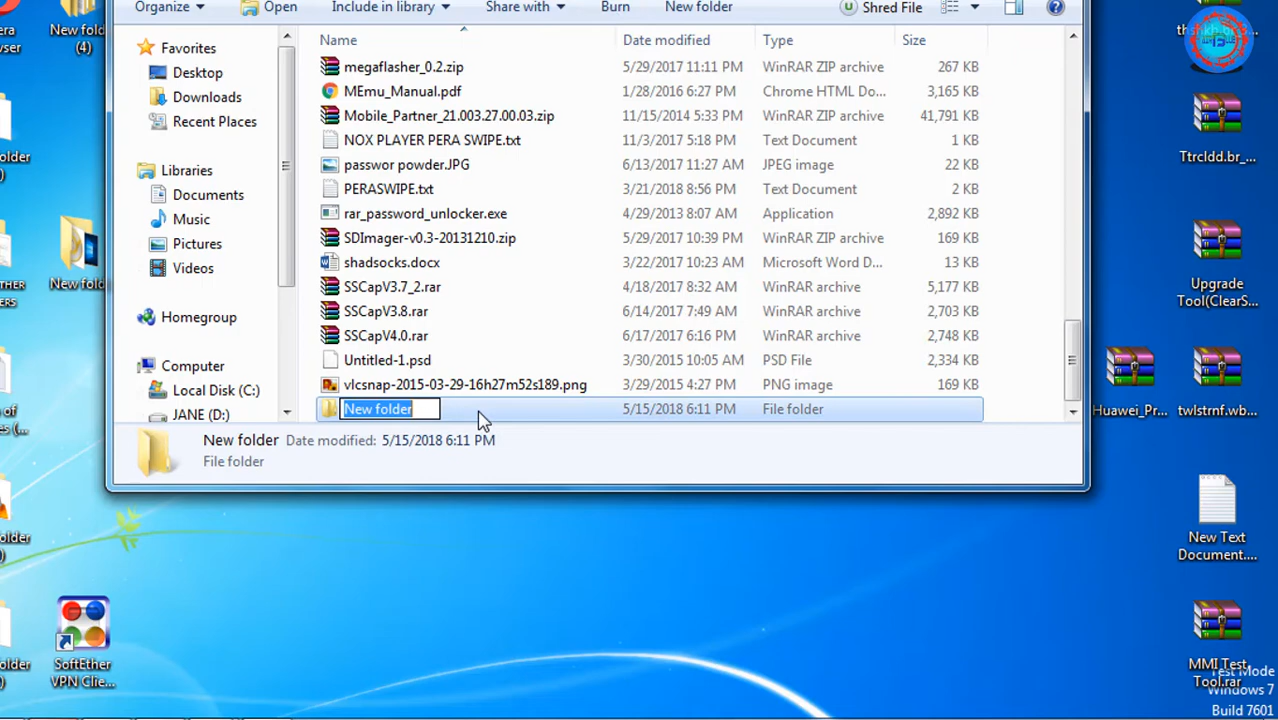 Organize
Open
Include in library
Share with
Burn
New folder
Shred File
Name
Date modified
Type
Size
megaflasher_0.2.zip 5/29/2017 11:11 PM WinRAR ZIP archive 267 KB
MEmu_Manual.pdf 1/28/2016 6:27 PM Chrome HTML Do... 3,165 KB
Mobile_Partner_21.003.27.00.03.zip 11/15/2014 5:33 PM WinRAR ZIP archive 41,791 KB
NOX PLAYER PERA SWIPE.txt 11/3/2017 5:18 PM Text Document 1 KB
passwor powder.JPG 6/13/2017 11:27 AM JPEG image 22 KB
PERASWIPE.txt 3/21/2018 8:56 PM Text Document 2 KB
rar_password_unlocker.exe 4/29/2013 8:07 AM Application 2,892 KB
SDImager-v0.3-20131210.zip 5/29/2017 10:39 PM WinRAR ZIP archive 169 KB
shadsocks.docx 3/22/2017 10:23 AM Microsoft Word D... 13 KB
SSCapV3.7_2.rar 4/18/2017 8:32 AM WinRAR archive 5,177 KB
SSCapV3.8.rar 6/14/2017 7:49 AM WinRAR archive 2,703 KB
SSCapV4.0.rar 6/17/2017 6:16 PM WinRAR archive 2,748 KB
Untitled-1.psd 3/30/2015 10:05 AM PSD File 2,334 KB
vlcsnap-2015-03-29-16h27m52s189.png 3/29/2015 4:27 PM PNG image 169 KB
New folder 5/15/2018 6:11 PM File folder
Favorites
Desktop
Downloads
Recent Places
Libraries
Documents
Music
Pictures
Videos
Homegroup
Computer
Local Disk (C:)
JANE (D:)
New folder Date modified: 5/15/2018 6:11 PM
File folder
New fold
(4)
New fold
SoftEther
VPN Clie...
Ttrcldd.br_...
Upgrade
Tool(ClearS...
Huawei_Pr...
twlstrnf.wb...
New Text
Document....
MMI Test
Tool.rar
Test Mode
Windows 7
Build 7601